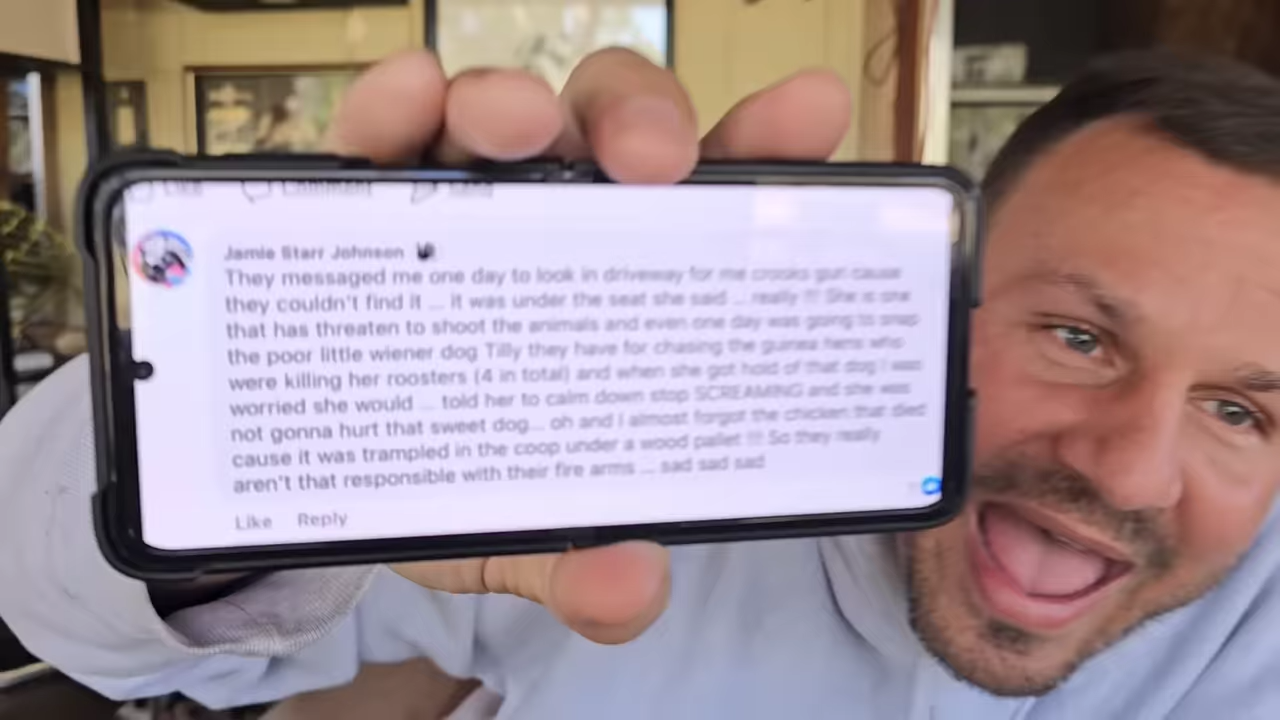 Like Comment Send
Jamie Starr Johnson
They messaged me one day to look in driveway for me crooks gun cause
they couldn't find it ... it was under the seat she said ... really !!! She is one
that has threaten to shoot the animals and even one day was going to snap
the poor little wiener dog Tilly they have for chasing the guinea hens who
were killing her roosters (4 in total) and when she got hold of that dog I was
worried she would ... told her to calm down stop SCREAMING and she was
not gonna hurt that sweet dog... oh and I almost forgot the chicken that died
cause it was trampled in the coop under a wood pallet !!! So they really
aren't that responsible with their fire arms ... sad sad sad
Like Reply